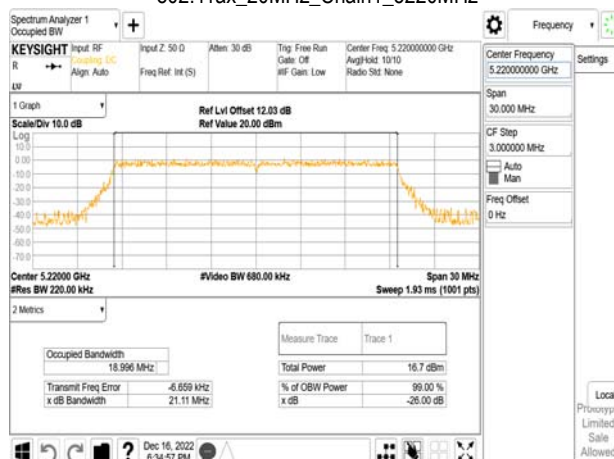 802.11ax_20MHz_Chain1_5220MHz
Spectrum Analyzer 1
Occupied BW
Frequency
KEYSIGHT
Input: RF
Coupling: DC
Align: Auto
Input Z: 50 Ω
Freq Ref: Int (S)
Atten: 30 dB
Trig: Free Run
Gate: Off
#IF Gain: Low
Center Freq: 5.220000000 GHz
Avg|Hold: 10/10
Radio Std: None
R
LW
Center Frequency
5.220000000 GHz
Settings
Span
30.000 MHz
CF Step
3.000000 MHz
Auto
Man
Freq Offset
0 Hz
1 Graph
Scale/Div 10.0 dB
Ref Lvl Offset 12.03 dB
Ref Value 20.00 dBm
Log
10.0
0.00
-10.0
-20.0
-30.0
-40.0
-50.0
-60.0
-70.0
Center 5.22000 GHz
#Res BW 220.00 kHz
#Video BW 680.00 kHz
Span 30 MHz
Sweep 1.93 ms (1001 pts)
2 Metrics
Measure Trace Trace 1
Occupied Bandwidth
18.996 MHz
Total Power 16.7 dBm
Transmit Freq Error -6.659 kHz
% of OBW Power 99.00 %
x dB Bandwidth 21.11 MHz
x dB -26.00 dB
Loca
Prototyp
Limited
Sale
Allowed
?
Dec 16, 2022
6:34:57 PM